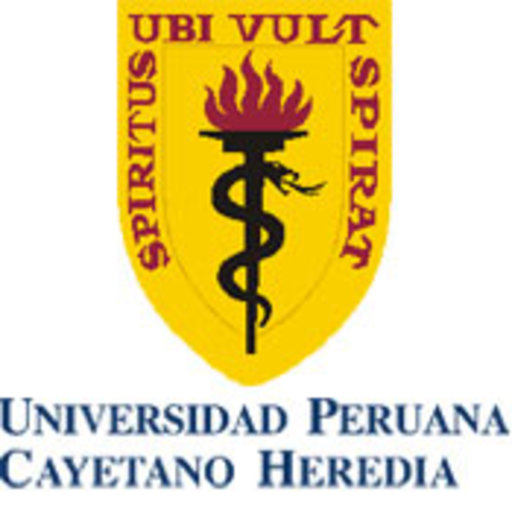 SPIRITUS
UBI VULT
SPIRAT
UNIVERSIDAD PERUANA
CAYETANO HEREDIA